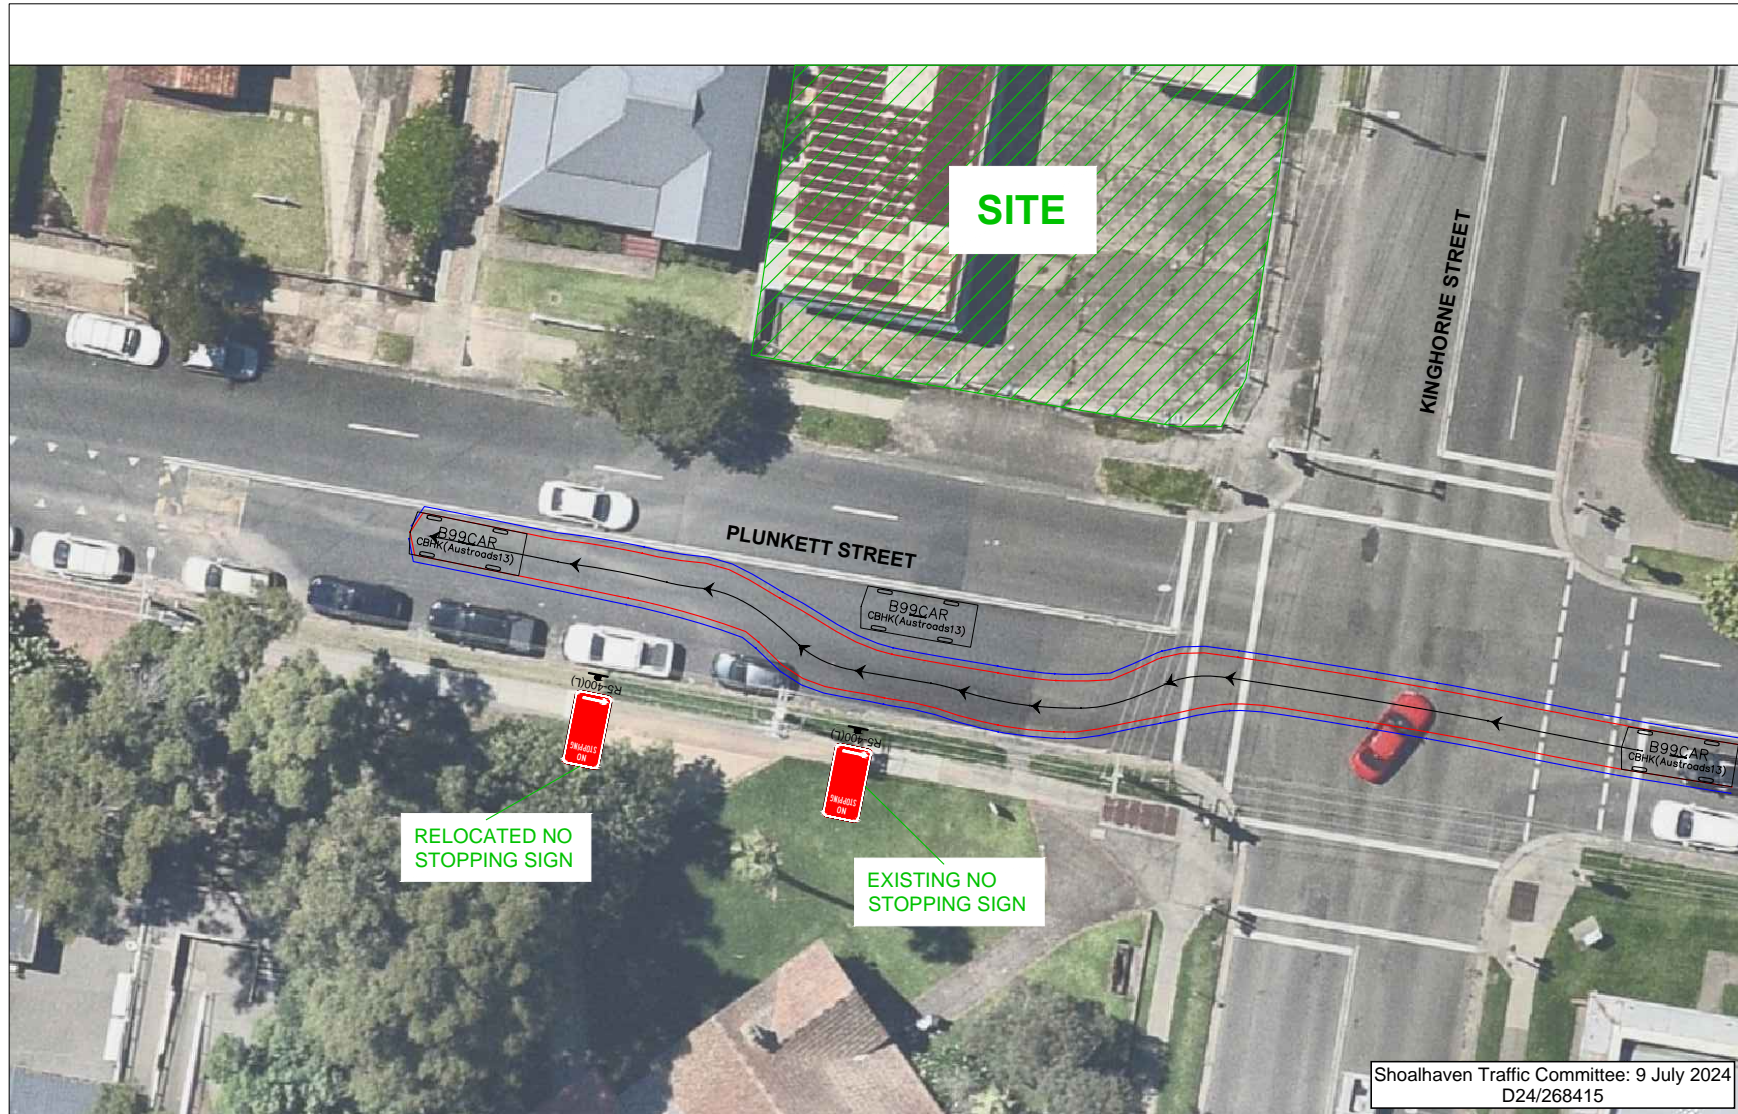 SITE
KINGHORNE STREET
PLUNKETT STREET
B99CAR
CBHK(Austroads13)
B99CAR
CBHK(Austroads13)
B99CAR
CBHK(Austroads13)
R5-400(L)
NO
STOPPING
R5-400(L)
NO
STOPPING
RELOCATED NO
STOPPING SIGN
EXISTING NO
STOPPING SIGN
Shoalhaven Traffic Committee: 9 July 2024
D24/268415